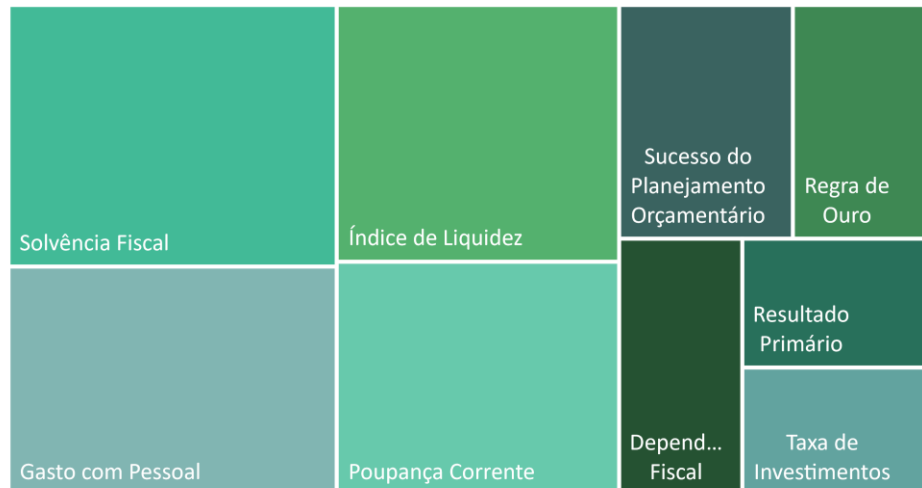 Solvência Fiscal
Índice de Liquidez
Sucesso do
Planejamento
Orçamentário
Regra de
Ouro
Gasto com Pessoal
Poupança Corrente
Depend...
Fiscal
Resultado
Primário
Taxa de
Investimentos